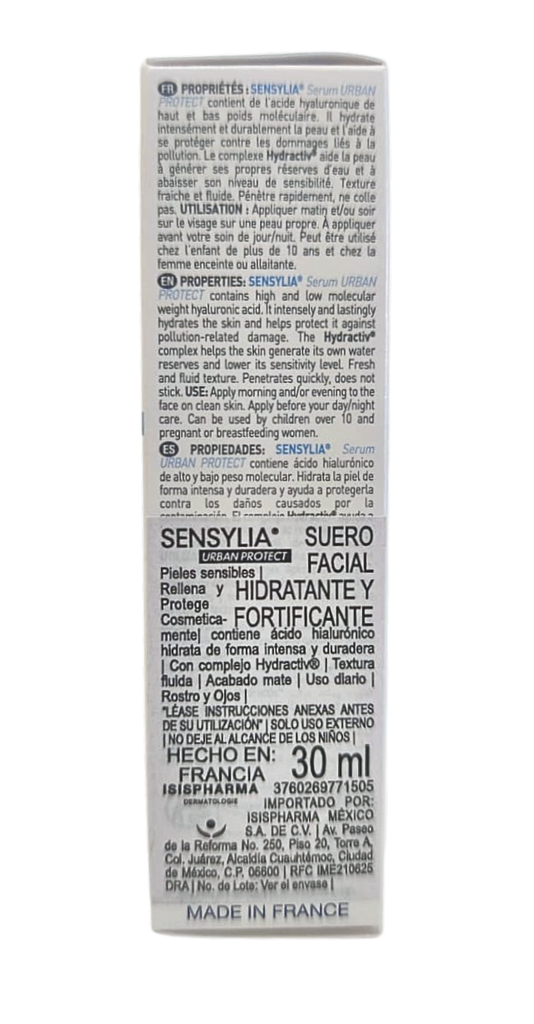 FR PROPRIÉTÉS : SENSYLIA® Serum URBAN
PROTECT contient de l'acide hyaluronique de
haut et bas poids moléculaire. Il hydrate
intensément et durablement la peau et l'aide à
se protéger contre les dommages liés à la
pollution. Le complexe Hydractiv® aide la peau
à générer ses propres réserves d'eau et à
abaisser son niveau de sensibilité. Texture
fraiche et fluide. Pénètre rapidement, ne colle
pas. UTILISATION : Appliquer matin et/ou soir
sur le visage sur une peau propre. À appliquer
avant votre soin de jour/nuit. Peut être utilisé
chez l'enfant de plus de 10 ans et chez la
femme enceinte ou allaitante.
EN PROPERTIES: SENSYLIA® Serum URBAN
PROTECT contains high and low molecular
weight hyaluronic acid. It intensely and lastingly
hydrates the skin and helps protect it against
pollution-related damage. The Hydractiv®
complex helps the skin generate its own water
reserves and lower its sensitivity level. Fresh
and fluid texture. Penetrates quickly, does not
stick. USE: Apply morning and/or evening to the
face on clean skin. Apply before your day/night
care. Can be used by children over 10 and
pregnant or breastfeeding women.
ES PROPIEDADES: SENSYLIA® Serum
URBAN PROTECT contiene ácido hialurónico
de alto y bajo peso molecular. Hidrata la piel de
forma intensa y duradera y ayuda a protegerla
contra los daños causados por la
contaminación. El complejo Hydractiv® ayuda a
SENSYLIA®
URBAN PROTECT
SUERO
FACIAL
HIDRATANTE Y
FORTIFICANTE
Pieles sensibles |
Rellena y
Protege
Cosmetica-
mente| contiene ácido hialurónico
hidrata de forma intensa y duradera
| Con complejo Hydractiv® | Textura
fluida | Acabado mate | Uso diario |
Rostro y Ojos |
"LÉASE INSTRUCCIONES ANEXAS ANTES
DE SU UTILIZACIÓN" | SOLO USO EXTERNO
| NO DEJE AL ALCANCE DE LOS NIÑOS |
HECHO EN:
FRANCIA
30 ml
ISISPHARMA
DERMATOLOGIE
3760269771505
IMPORTADO POR:
ISISPHARMA MÉXICO
S.A. DE C.V. | Av. Paseo
de la Reforma No. 250, Piso 20, Torre A,
Col. Juárez, Alcaldía Cuauhtémoc, Ciudad
de México, C.P. 06600 | RFC IME210625
DRA | No. de Lote: Ver el envase |
MADE IN FRANCE